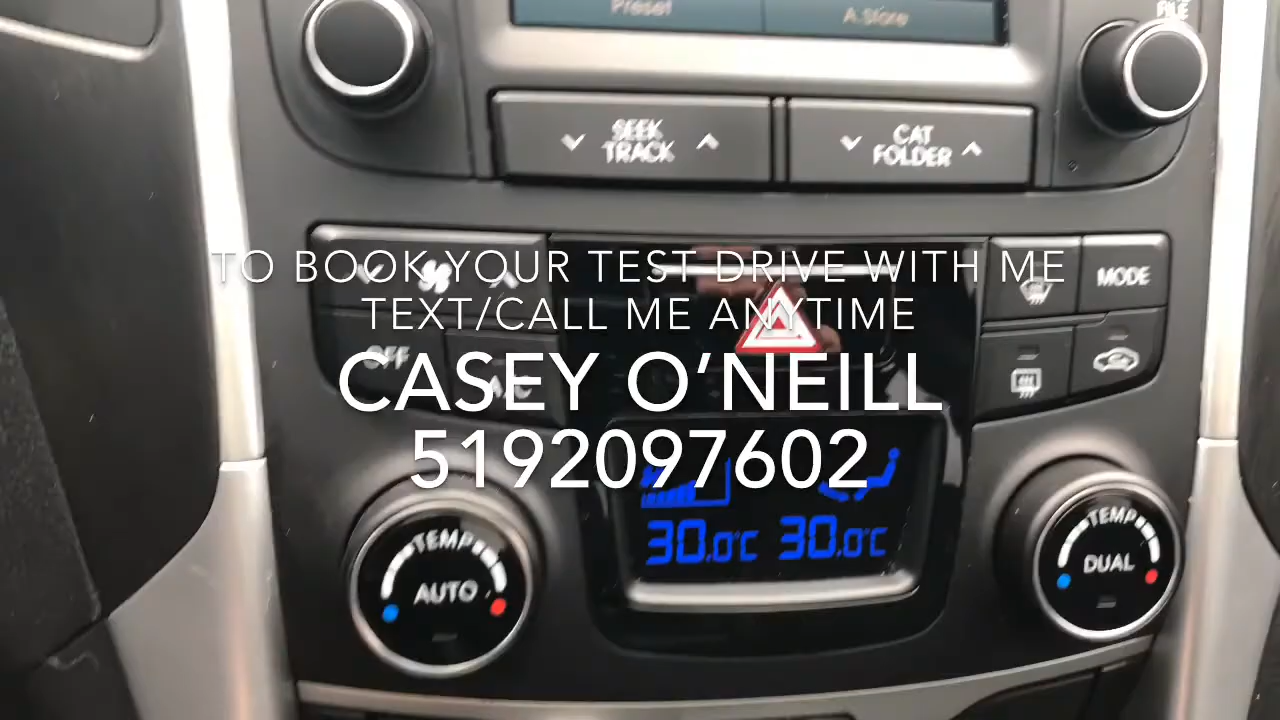 Preset A.Store
FILE
SEEK
TRACK
CAT
FOLDER
TO BOOK YOUR TEST DRIVE WITH ME
TEXT/CALL ME ANYTIME
CASEY O'NEILL
5192097602
MODE
OFF
A/C
30.0°C 30.0°C
TEMP
AUTO
TEMP
DUAL